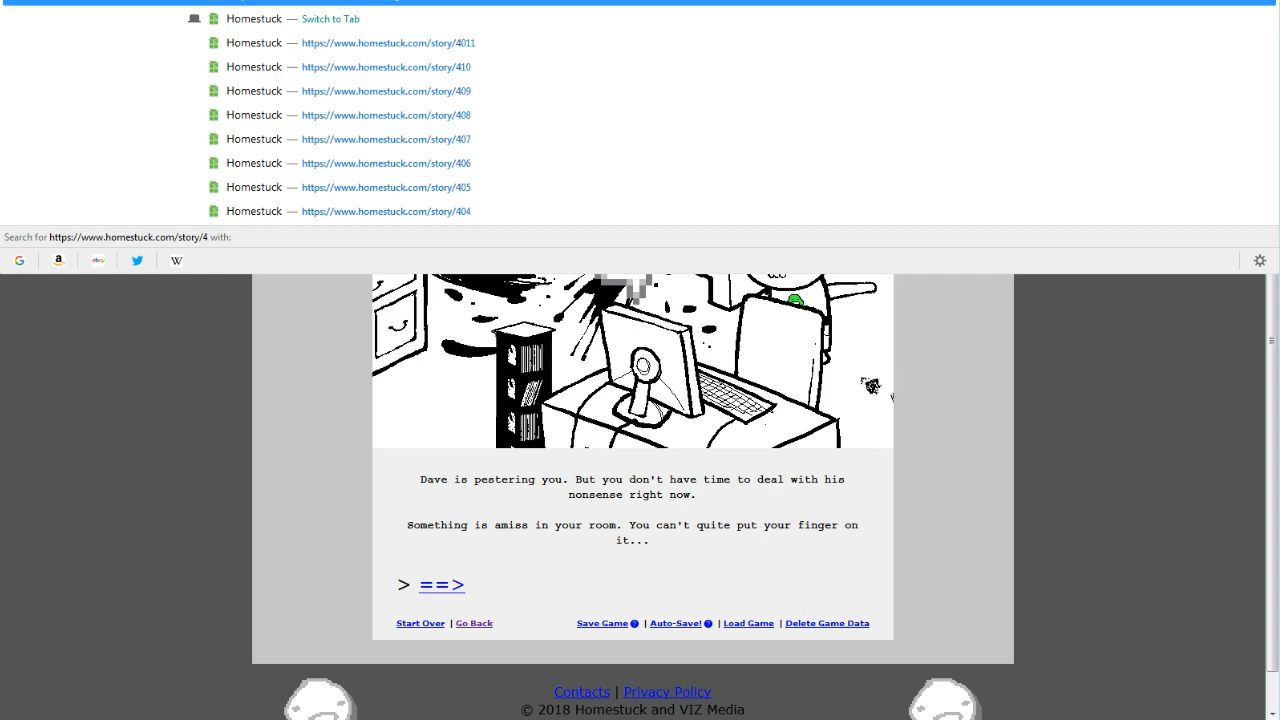 Homestuck — Switch to Tab
Homestuck — https://www.homestuck.com/story/4011
Homestuck — https://www.homestuck.com/story/410
Homestuck — https://www.homestuck.com/story/409
Homestuck — https://www.homestuck.com/story/408
Homestuck — https://www.homestuck.com/story/407
Homestuck — https://www.homestuck.com/story/406
Homestuck — https://www.homestuck.com/story/405
Homestuck — https://www.homestuck.com/story/404
Search for https://www.homestuck.com/story/4 with:
G a ebay W
Dave is pestering you. But you don't have time to deal with his
nonsense right now.
Something is amiss in your room. You can't quite put your finger on
it...
> ==>
Start Over | Go Back Save Game ? | Auto-Save! ? | Load Game | Delete Game Data
Contacts | Privacy Policy
© 2018 Homestuck and VIZ Media